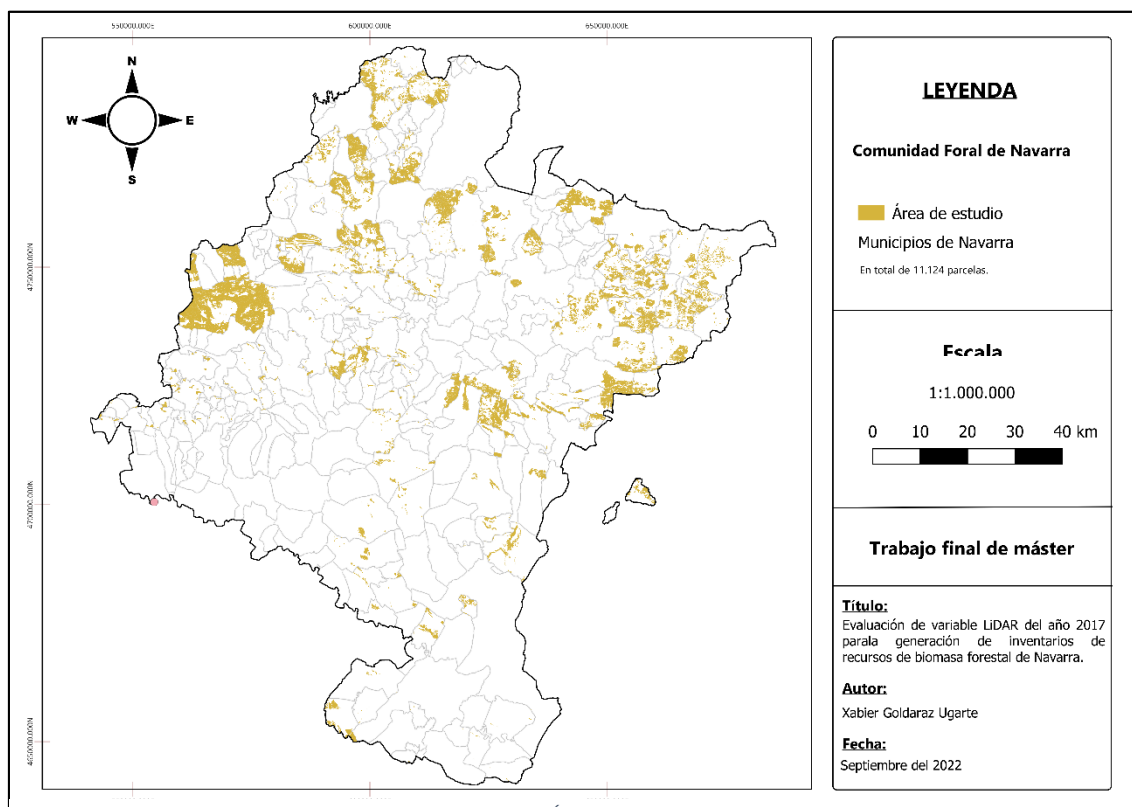 550000.000E
600000.000E
650000.000E
N
W
E
S
4750000.000N
4700000.000N
4650000.000N
LEYENDA
Comunidad Foral de Navarra
Área de estudio
Municipios de Navarra
En total de 11,124 parcelas.
Escala
1:1.000.000
0 10 20 30 40 km
Trabajo final de máster
Título:
Evaluación de variable LiDAR del año 2017
parala generación de inventarios de
recursos de biomasa forestal de Navarra.
Autor:
Xabier Goldaraz Ugarte
Fecha:
Septiembre del 2022